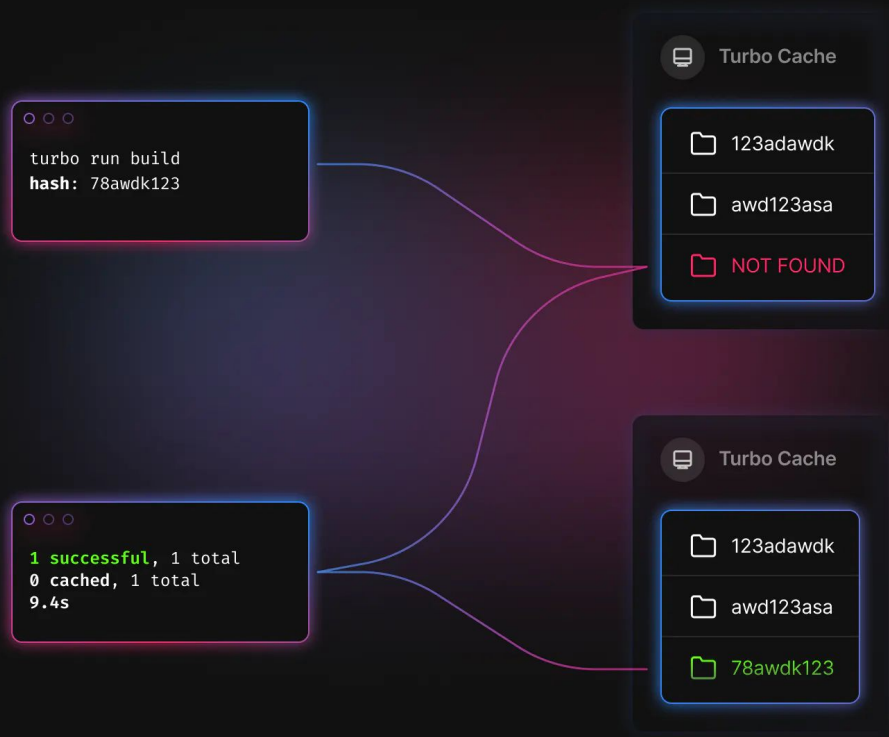 turbo run build
hash: 78awdk123
Turbo Cache
123adawdk
awd123asa
NOT FOUND
1 successful, 1 total
0 cached, 1 total
9.4s
Turbo Cache
123adawdk
awd123asa
78awdk123